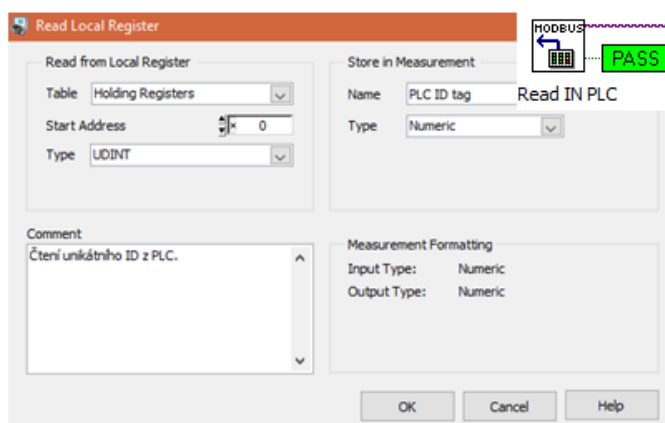 Read Local Register
MODBUS
PASS
Read IN PLC
Read from Local Register
Table Holding Registers
Start Address × 0
Type UDINT
Store in Measurement
Name PLC ID tag
Type Numeric
Comment
Čtení unikátního ID z PLC.
Measurement Formatting
Input Type: Numeric
Output Type: Numeric
OK Cancel Help